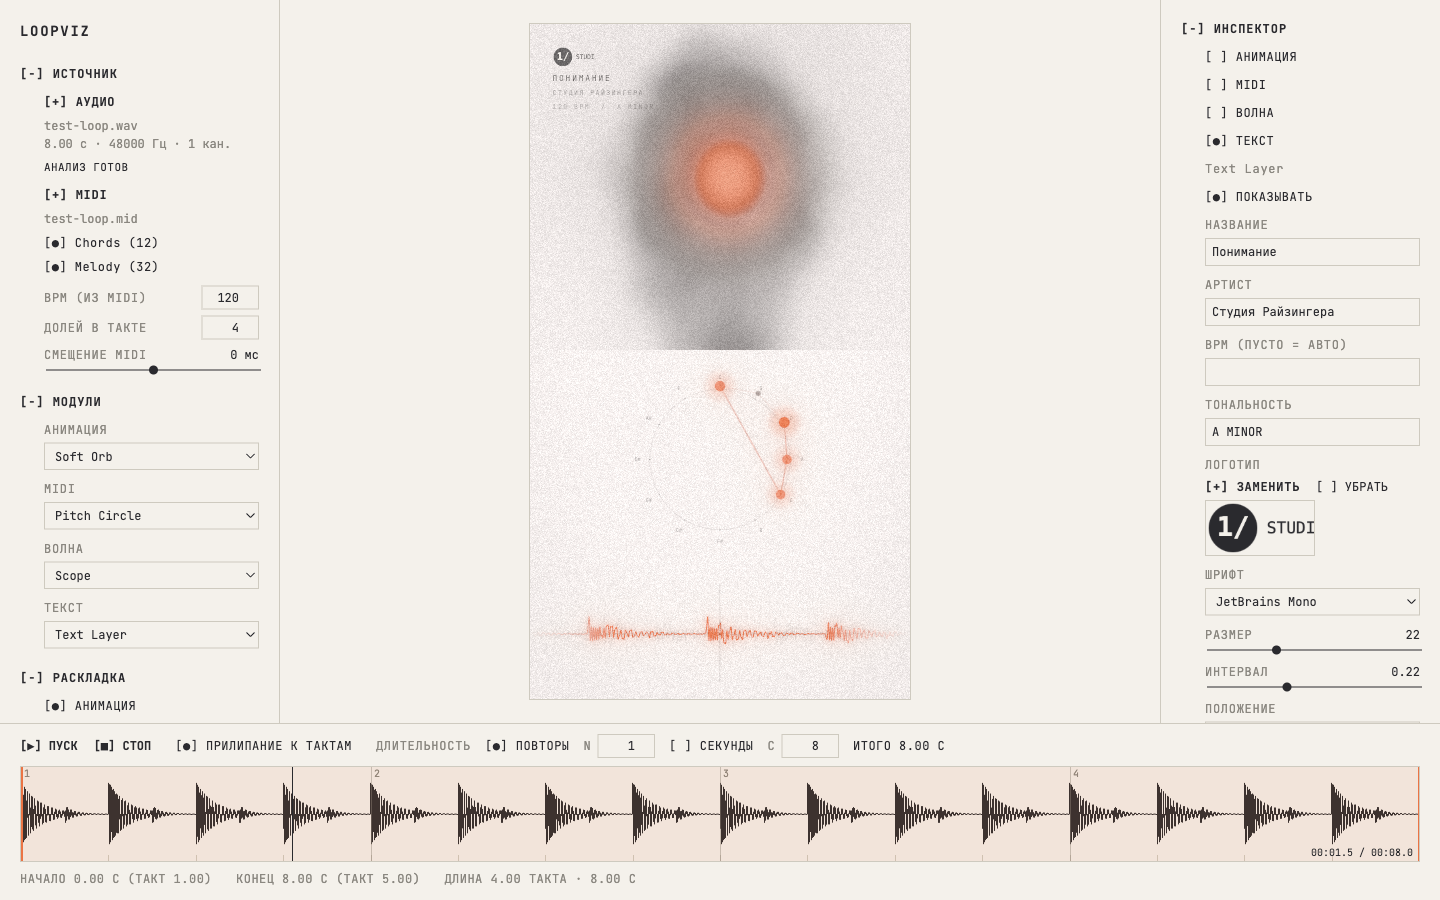 LOOPVIZ
[-] ИСТОЧНИК
[+] АУДИО
test-loop.wav
8.00 с · 48000 Гц · 1 кан.
АНАЛИЗ ГОТОВ
[+] MIDI
test-loop.mid
[●] Chords (12)
[●] Melody (32)
BPM (ИЗ MIDI) 120
ДОЛЕЙ В ТАКТЕ 4
СМЕЩЕНИЕ MIDI 0 мс
[-] МОДУЛИ
АНИМАЦИЯ
Soft Orb
MIDI
Pitch Circle
ВОЛНА
Scope
ТЕКСТ
Text Layer
[-] РАСКЛАДКА
[●] АНИМАЦИЯ
1/ STUDI
ПОНИМАНИЕ
СТУДИЯ РАЙЗИНГЕРА
120 BPM / A MINOR
[-] ИНСПЕКТОР
[ ] АНИМАЦИЯ
[ ] MIDI
[ ] ВОЛНА
[●] ТЕКСТ
Text Layer
[●] ПОКАЗЫВАТЬ
НАЗВАНИЕ
Понимание
АРТИСТ
Студия Райзингера
BPM (ПУСТО = АВТО)
ТОНАЛЬНОСТЬ
A MINOR
ЛОГОТИП
[+] ЗАМЕНИТЬ [ ] УБРАТЬ
1/ STUDI
ШРИФТ
JetBrains Mono
РАЗМЕР 22
ИНТЕРВАЛ 0.22
ПОЛОЖЕНИЕ
[▶] ПУСК [■] СТОП [●] ПРИЛИПАНИЕ К ТАКТАМ ДЛИТЕЛЬНОСТЬ [●] ПОВТОРЫ N 1 [ ] СЕКУНДЫ С 8 ИТОГО 8.00 С
1 2 3 4
00:01.5 / 00:08.0
НАЧАЛО 0.00 С (ТАКТ 1.00) КОНЕЦ 8.00 С (ТАКТ 5.00) ДЛИНА 4.00 ТАКТА · 8.00 С